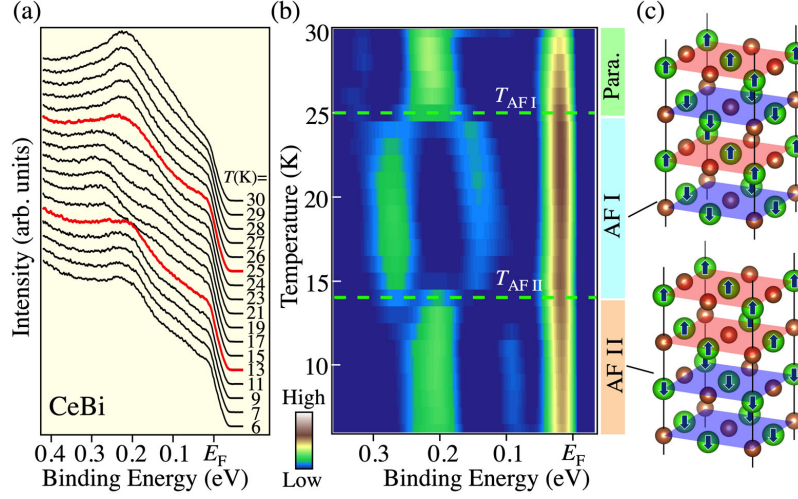 (a)
Intensity (arb. units)
T(K)=
30
29
28
27
26
25
24
23
21
19
17
15
13
11
9
7
6
CeBi
0.4 0.3 0.2 0.1 E_F
Binding Energy (eV)
(b)
Temperature (K)
30
25
20
15
10
T_AF I
T_AF II
High
Low
0.3 0.2 0.1 E_F
Binding Energy (eV)
Para.
AF I
AF II
(c)